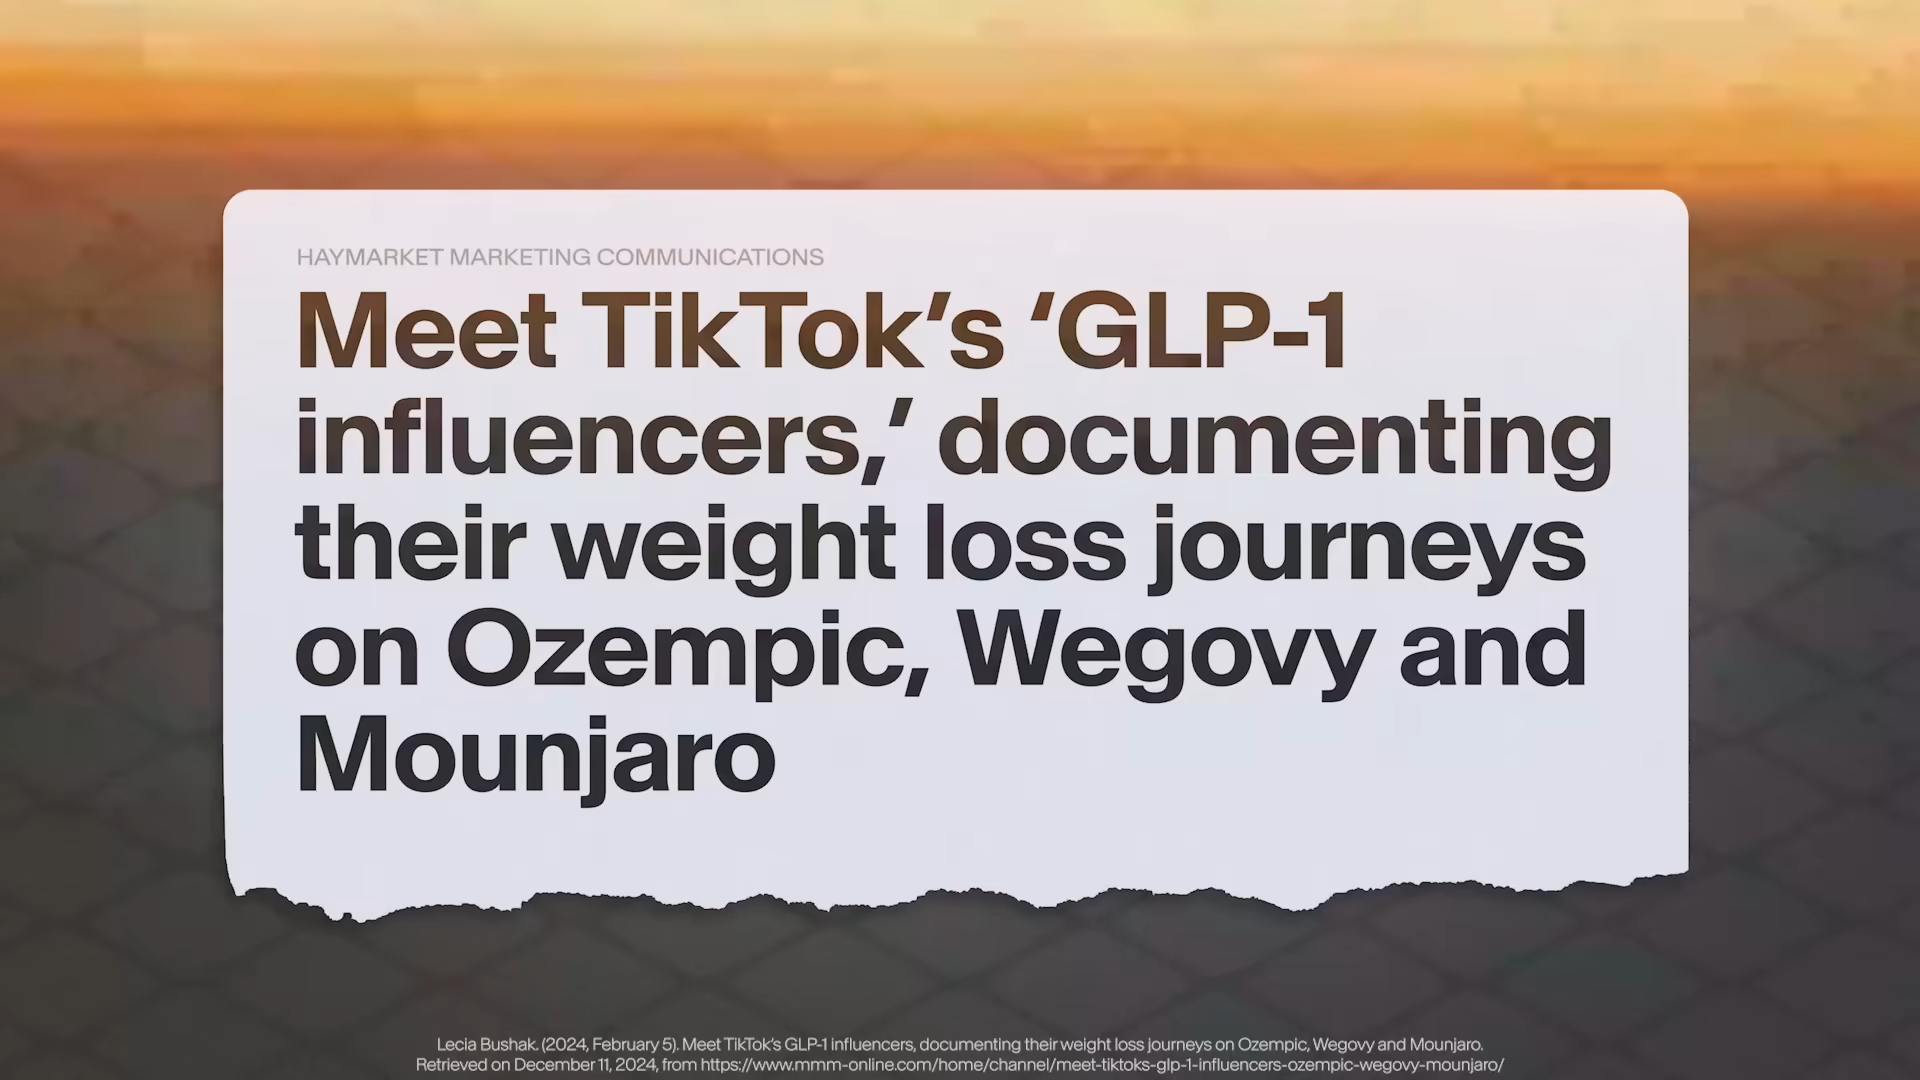 HAYMARKET MARKETING COMMUNICATIONS
Meet TikTok’s ‘GLP-1
influencers,’ documenting
their weight loss journeys
on Ozempic, Wegovy and
Mounjaro
Lecia Bushak. (2024, February 5). Meet TikTok’s GLP-1 influencers, documenting their weight loss journeys on Ozempic, Wegovy and Mounjaro.
Retrieved on December 11, 2024, from https://www.mmm-online.com/home/channel/meet-tiktoks-glp-1-influencers-ozempic-wegovy-mounjaro/